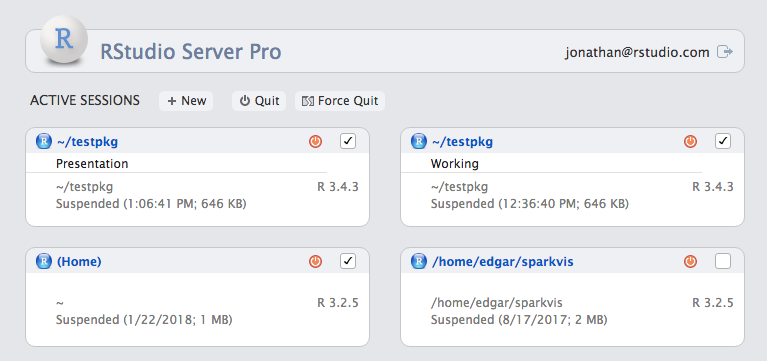 R
RStudio Server Pro
jonathan@rstudio.com
ACTIVE SESSIONS + New Quit Force Quit
R ~/testpkg
Presentation
~/testpkg R 3.4.3
Suspended (1:06:41 PM; 646 KB)
R ~/testpkg
Working
~/testpkg R 3.4.3
Suspended (12:36:40 PM; 646 KB)
R (Home)
~ R 3.2.5
Suspended (1/22/2018; 1 MB)
R /home/edgar/sparkvis
/home/edgar/sparkvis R 3.2.5
Suspended (8/17/2017; 2 MB)